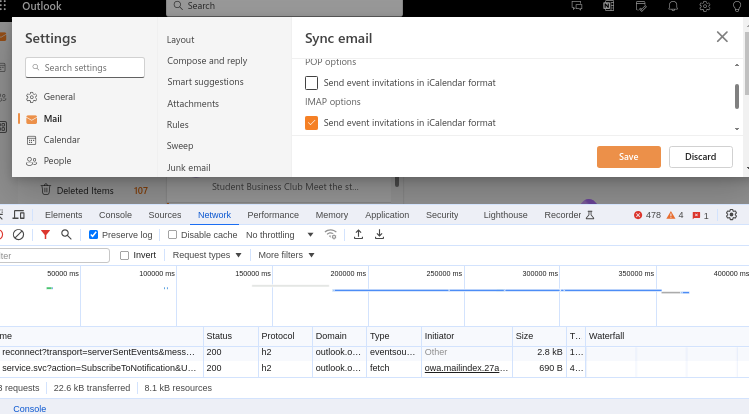 Outlook
Search
Settings
Search settings
General
Mail
Calendar
People
Layout
Compose and reply
Smart suggestions
Attachments
Rules
Sweep
Junk email
Sync email
POP options
Send event invitations in iCalendar format
IMAP options
Send event invitations in iCalendar format
Save
Discard
Deleted Items 107
Student Business Club Meet the st...
Elements Console Sources Network Performance Memory Application Security Lighthouse Recorder 478 4 1
Preserve log Disable cache No throttling
Invert Request types More filters
50000 ms 100000 ms 150000 ms 200000 ms 250000 ms 300000 ms 350000 ms 400000 ms
Status Protocol Domain Type Initiator Size T... Waterfall
reconnect?transport=serverSentEvents&mess... 200 h2 outlook.o... eventsou... Other 2.8 kB 1...
service.svc?action=SubscribeToNotification&U... 200 h2 outlook.o... fetch owa.mailindex.27a... 690 B 4...
requests 22.6 kB transferred 8.1 kB resources
Console